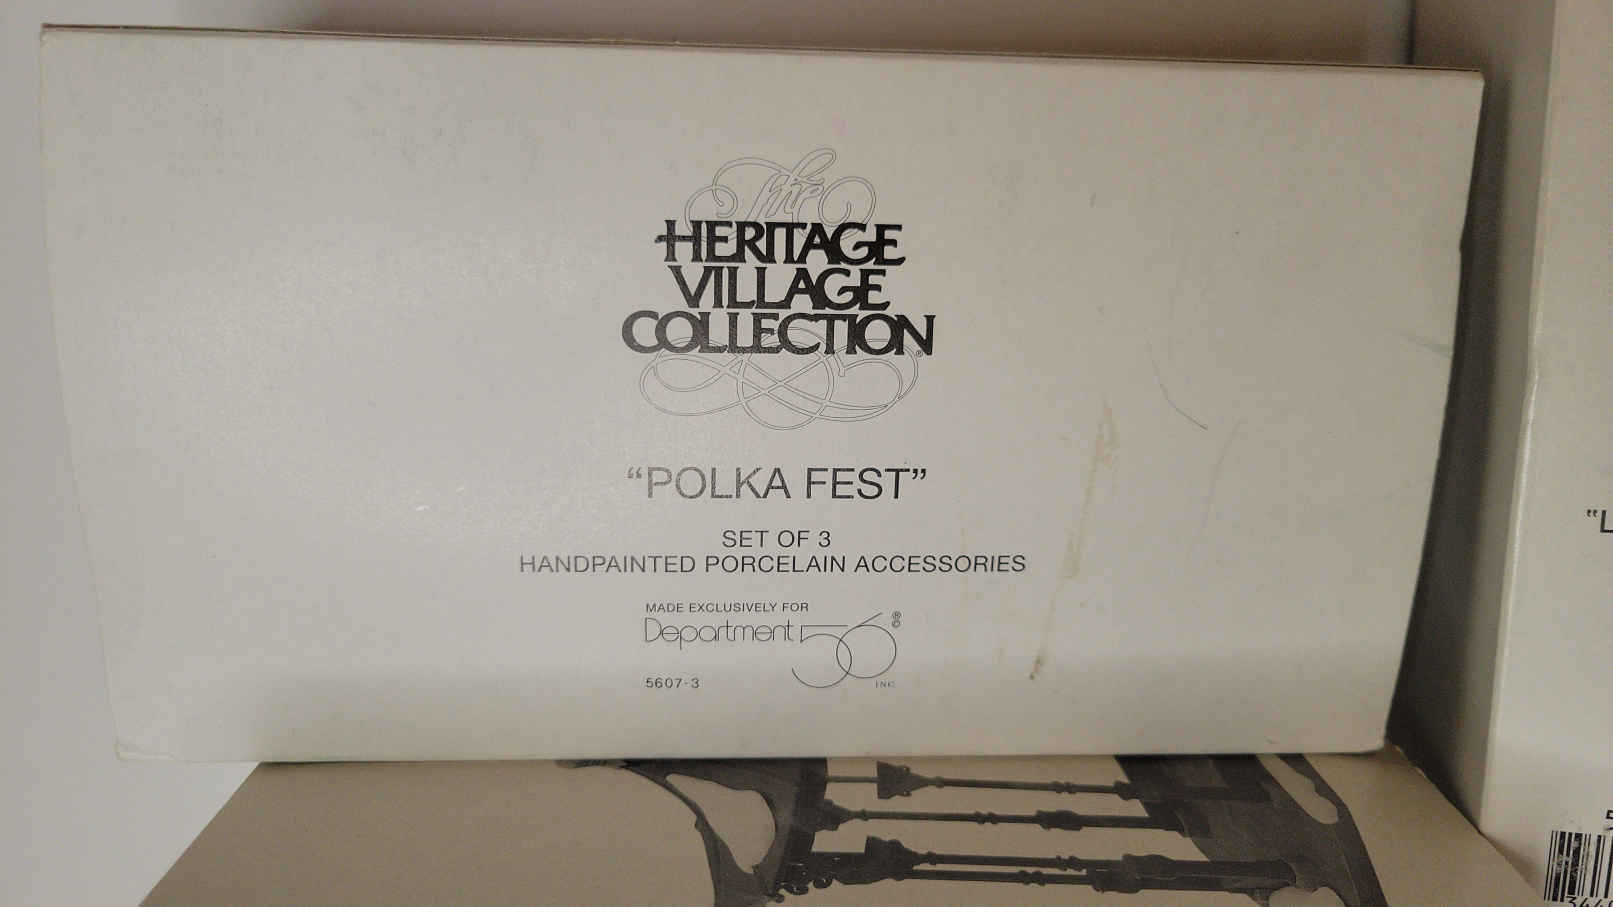 The
HERITAGE
VILLAGE
COLLECTION®
“POLKA FEST”
SET OF 3
HANDPAINTED PORCELAIN ACCESSORIES
MADE EXCLUSIVELY FOR
Department 56®
INC.
5607-3
"L